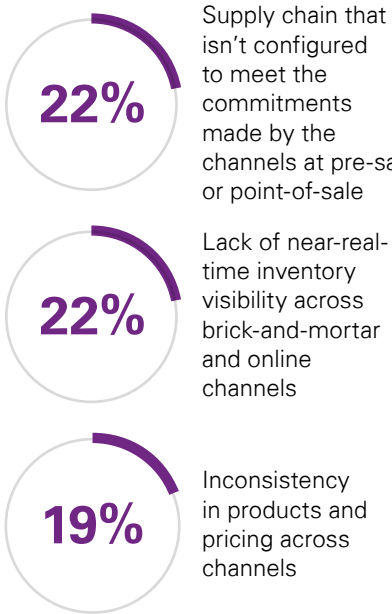 22%
Supply chain that
isn't configured
to meet the
commitments
made by the
channels at
or point-of-sale
22%
Lack of near-real-
time inventory
visibility across
brick-and-mortar
and online
channels
19%
Inconsistency
in products and
pricing across
channels